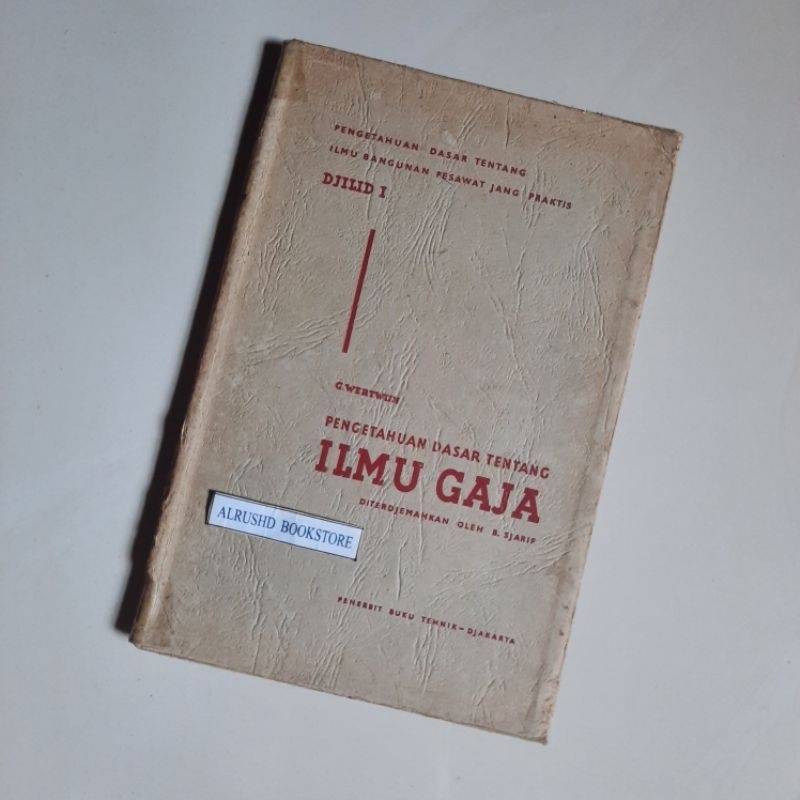 PENGETAHUAN DASAR TENTANG
ILMU BANGUNAN PESAWAT JANG PRAKTIS
DJILID I
G. WERTWIJN
PENGETAHUAN DASAR TENTANG
ILMU GAJA
DITERDJEMAHKAN OLEH B. SJARIF
ALRUSHD BOOKSTORE
PENERBIT BUKU TEHNIK–DJAKARTA